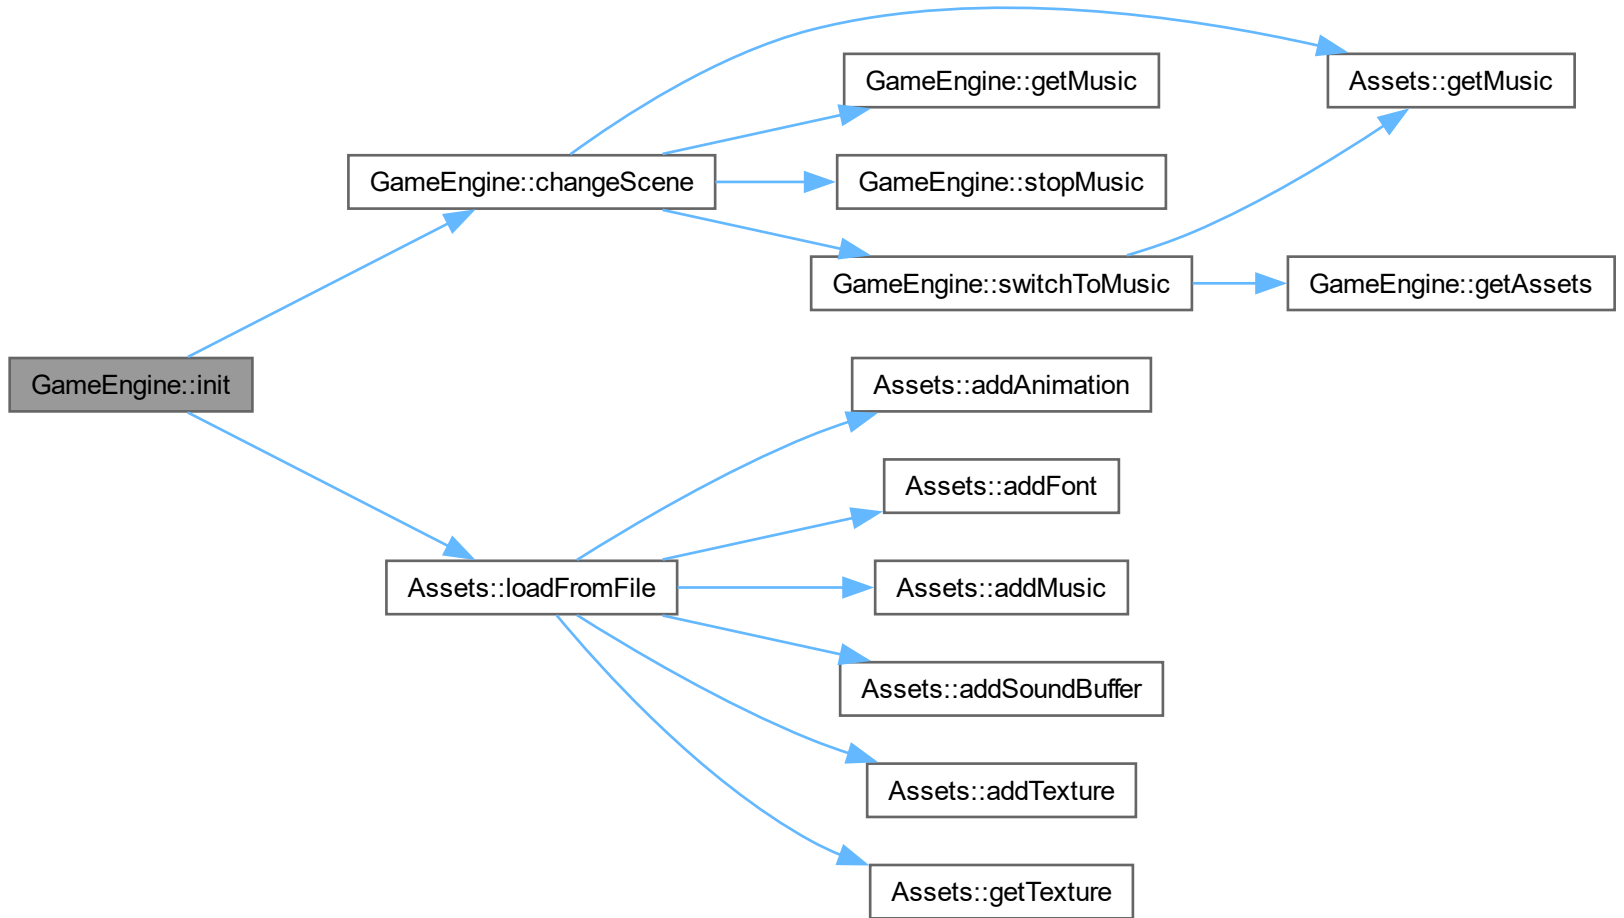 GameEngine::init
GameEngine::changeScene
Assets::loadFromFile
GameEngine::getMusic
GameEngine::stopMusic
GameEngine::switchToMusic
Assets::addAnimation
Assets::addFont
Assets::addMusic
Assets::addSoundBuffer
Assets::addTexture
Assets::getTexture
Assets::getMusic
GameEngine::getAssets